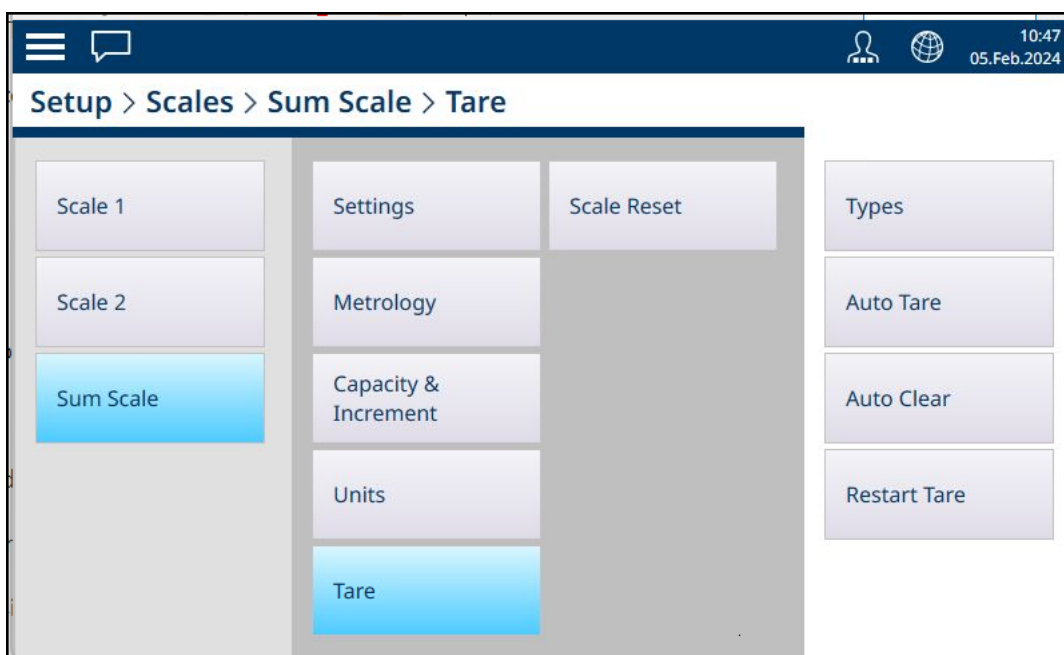 10:47
05.Feb.2024
Setup > Scales > Sum Scale > Tare
Scale 1
Settings
Scale Reset
Types
Scale 2
Metrology
Auto Tare
Sum Scale
Capacity &
Increment
Auto Clear
Units
Restart Tare
Tare